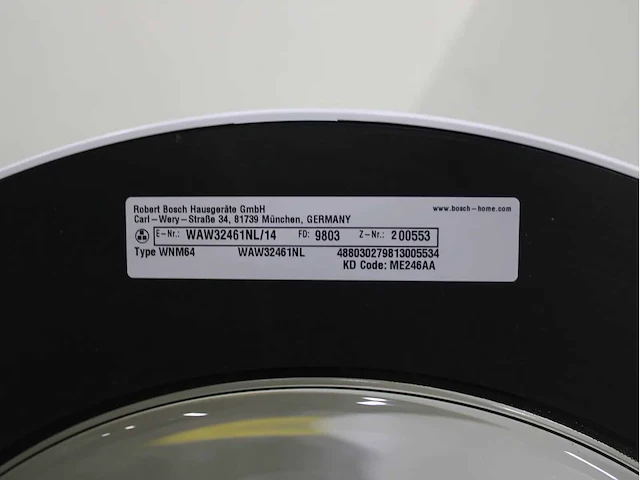 Robert Bosch Hausgeräte GmbH www.bosch-home.com
Carl-Wery-Straße 34, 81739 München, GERMANY
E-Nr.: WAW32461NL/14 FD: 9803 Z-Nr.: 200553
Type WNM64 WAW32461NL 488030279813005534
KD Code: ME246AA